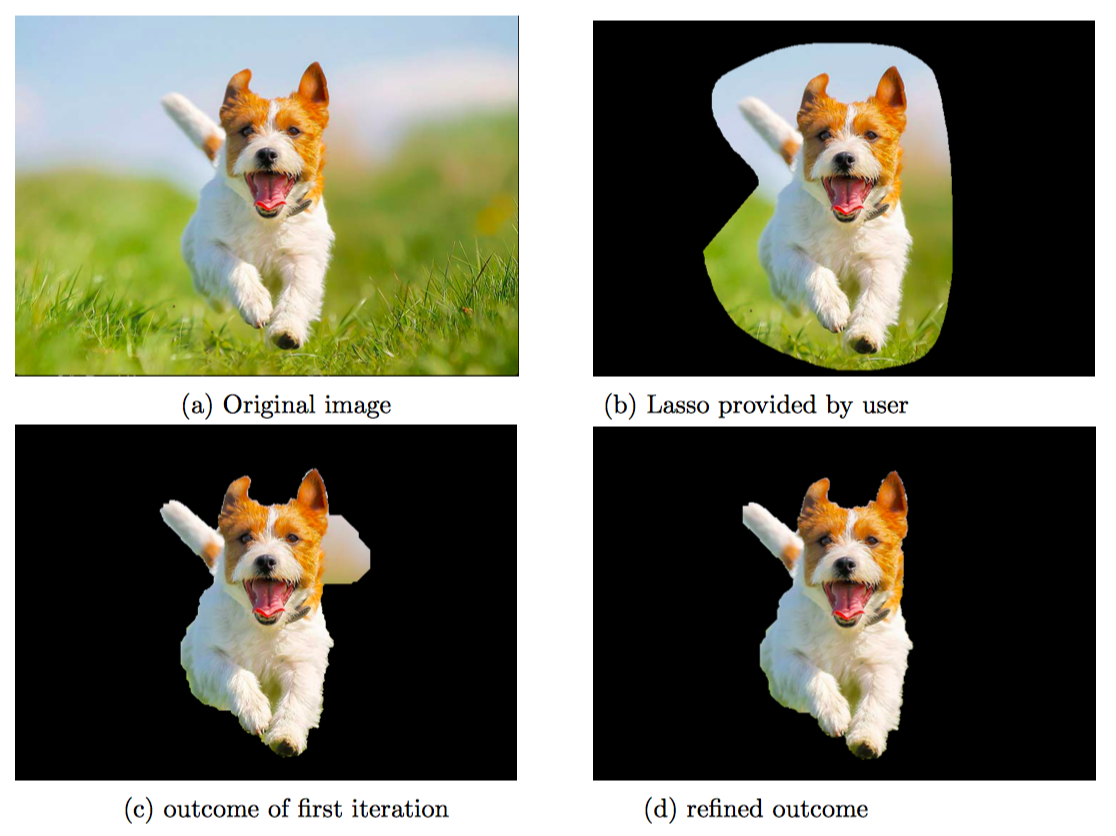 (a) Original image
(b) Lasso provided by user
(c) outcome of first iteration
(d) refined outcome